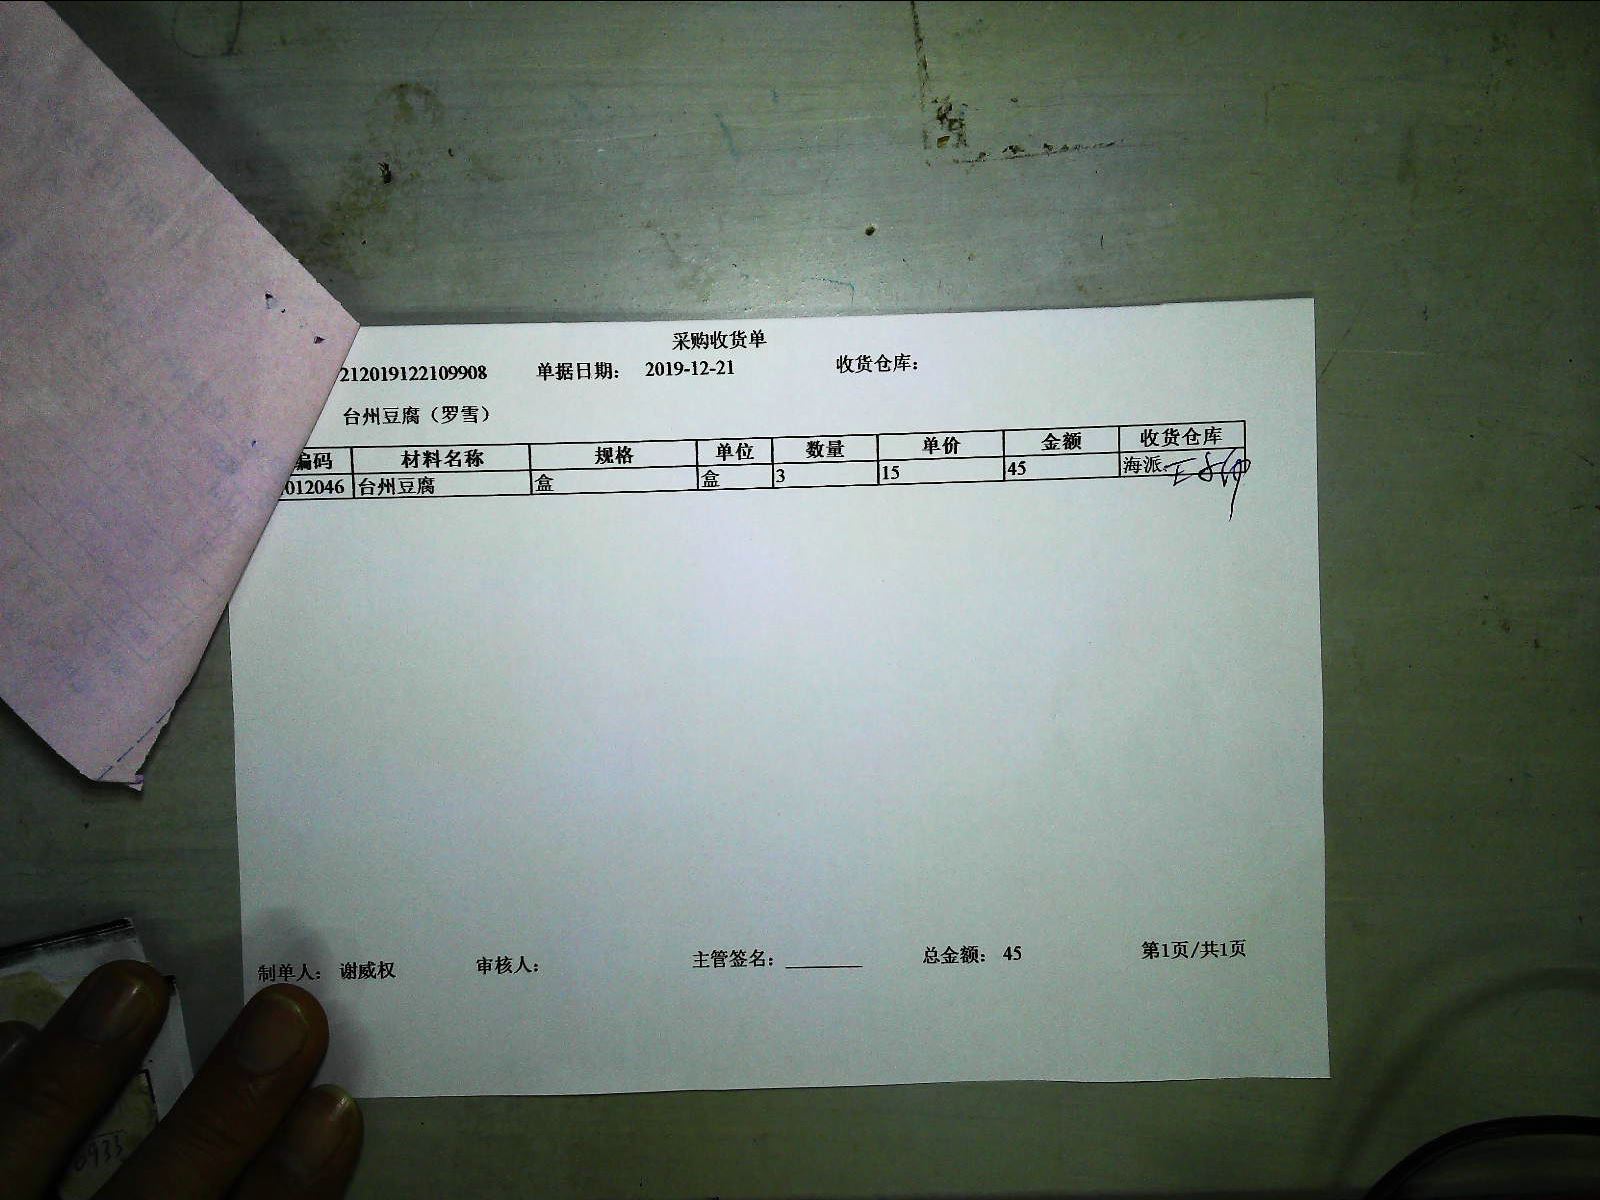 采购收货单
212019122109908 单据日期： 2019-12-21 收货仓库：
台州豆腐（罗雪）
编码 材料名称 规格 单位 数量 单价 金额 收货仓库
012046 台州豆腐 盒 盒 3 15 45 海派
制单人： 谢威权 审核人： 主管签名： 总金额： 45 第1页/共1页
0933